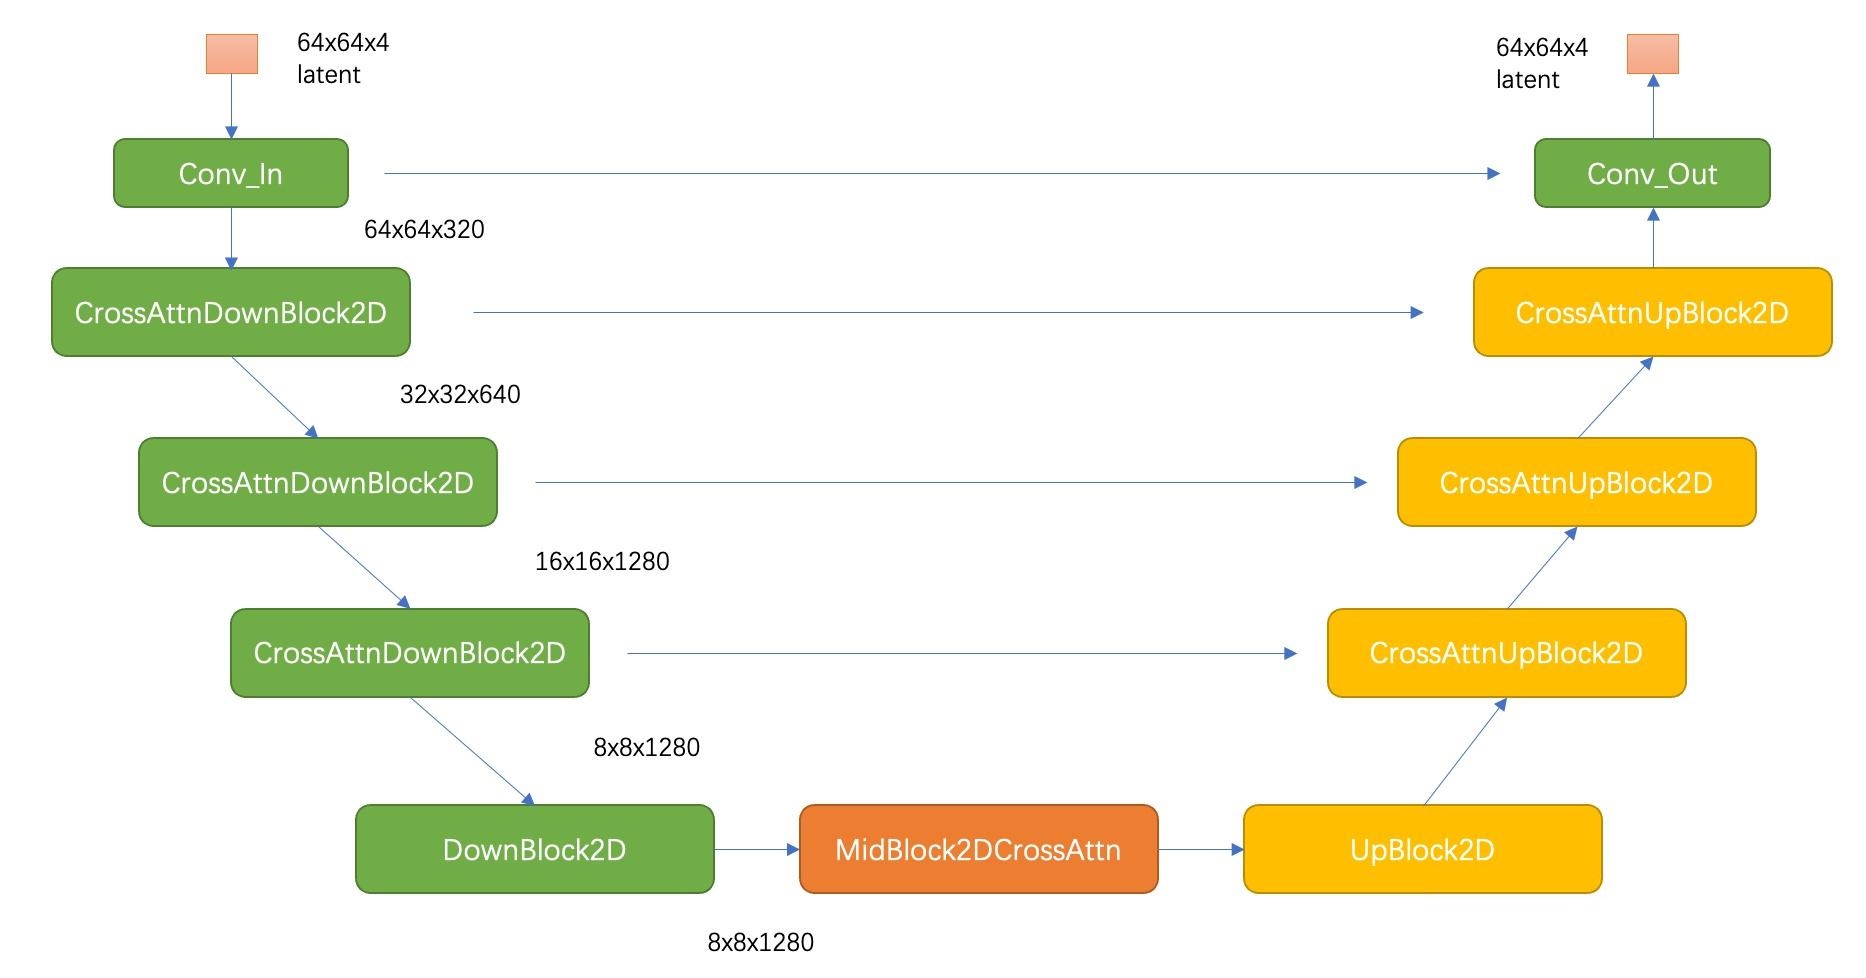 64x64x4
latent
64x64x4
latent
Conv_In
Conv_Out
64x64x320
CrossAttnDownBlock2D
CrossAttnUpBlock2D
32x32x640
CrossAttnDownBlock2D
CrossAttnUpBlock2D
16x16x1280
CrossAttnDownBlock2D
CrossAttnUpBlock2D
8x8x1280
DownBlock2D
MidBlock2DCrossAttn
UpBlock2D
8x8x1280